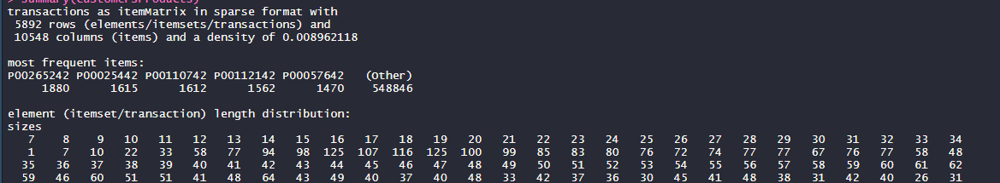 > summary(customersProducts)
transactions as itemMatrix in sparse format with
5892 rows (elements/itemsets/transactions) and
10548 columns (items) and a density of 0.008962118
most frequent items:
P00265242 P00025442 P00110742 P00112142 P00057642 (Other)
1880 1615 1612 1562 1470 548846
element (itemset/transaction) length distribution:
sizes
7 8 9 10 11 12 13 14 15 16 17 18 19 20 21 22 23 24 25 26 27 28 29 30 31 32 33 34
1 7 10 22 33 58 77 94 98 125 107 116 125 100 99 85 83 80 76 72 74 77 77 67 76 77 58 48
35 36 37 38 39 40 41 42 43 44 45 46 47 48 49 50 51 52 53 54 55 56 57 58 59 60 61 62
59 46 60 51 51 41 48 64 43 49 40 37 40 48 33 42 37 36 30 45 41 48 38 31 42 40 26 31